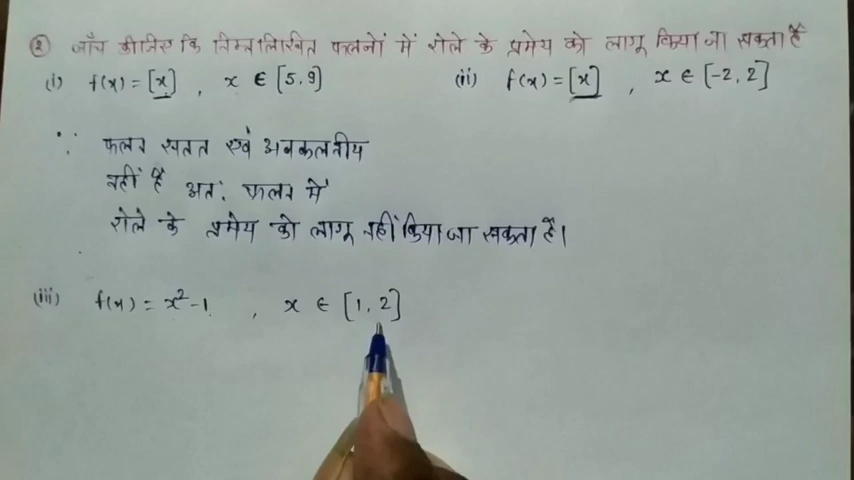 ② जाँच कीजिए कि निम्नलिखित फलनों में रोले के प्रमेय को लागू किया जा सकता है
(i) f(x) = [x] , x ∈ [5, 9] (ii) f(x) = [x] , x ∈ [-2, 2]
∵ फलन सतत एवं अवकलनीय
नहीं है अतः फलन में
रोले के प्रमेय को लागू नहीं किया जा सकता है।
(iii) f(x) = x² - 1 , x ∈ [1, 2]